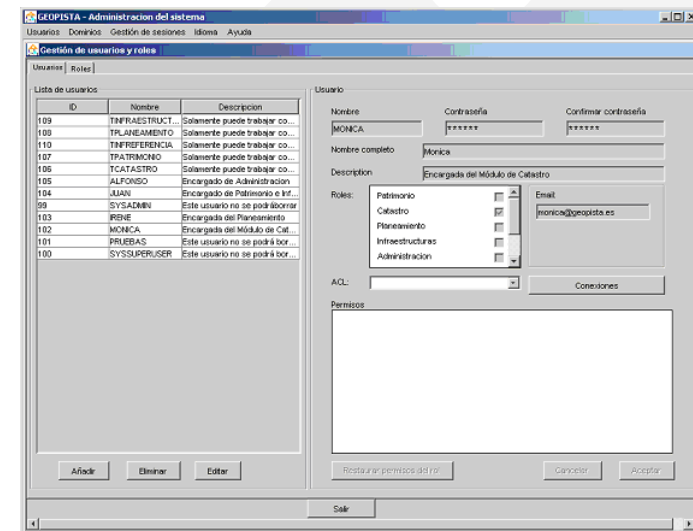 GEOPISTA - Administracion del sistema
Usuarios Dominios Gestión de sesiones Idioma Ayuda
Gestión de usuarios y roles
Usuarios Roles
Lista de usuarios
ID Nombre Descripcion
109 TINFRAESTRUCT... Solamente puede trabajar co...
108 TPLANEAMIENTO Solamente puede trabajar co...
110 TINFREFERENCIA Solamente puede trabajar co...
107 TPATRIMONIO Solamente puede trabajar co...
106 TCATASTRO Solamente puede trabajar co...
105 ALFONSO Encargado de Administracion
104 JUAN Encargado de Patrimonio e Inf...
99 SYSADMIN Este usuario no se podráborrar
103 IRENE Encargada del Planeamiento
102 MONICA Encargada del Módulo de Cat...
101 PRUEBAS Este usuario no se podrá bor...
100 SYSSUPERUSER Este usuario no se podrá bor...
Añadir Eliminar Editar
Usuario
Nombre Contraseña Confirmar contraseña
MONICA ****** ******
Nombre completo Monica
Description Encargada del Módulo de Catastro
Roles: Patrimonio
Catastro
Planeamiento
Infraestructuras
Administracion
Email:
monica@geopista.es
ACL: Conexiones
Permisos
Restaurar permisos del rol Cancelar Aceptar
Salir